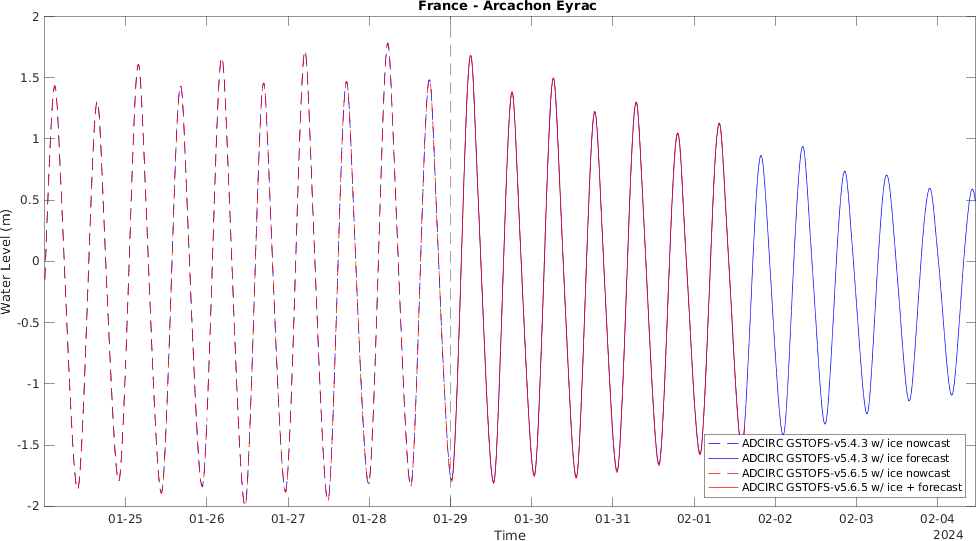 France - Arcachon Eyrac
2
1.5
1
0.5
0
-0.5
-1
-1.5
-2
Water Level (m)
01-25 01-26 01-27 01-28 01-29 01-30 01-31 02-01 02-02 02-03 02-04
Time
2024
ADCIRC GSTOFS-v5.4.3 w/ ice nowcast
ADCIRC GSTOFS-v5.4.3 w/ ice forecast
ADCIRC GSTOFS-v5.6.5 w/ ice nowcast
ADCIRC GSTOFS-v5.6.5 w/ ice + forecast